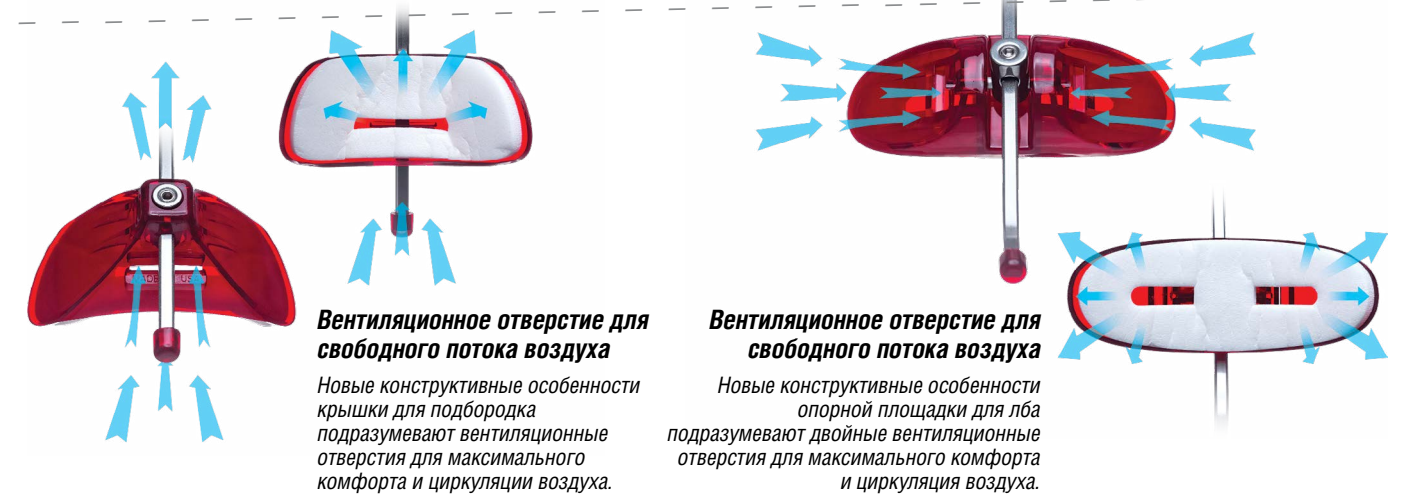 Вентиляционное отверстие для
свободного потока воздуха
Новые конструктивные особенности
крышки для подбородка
подразумевают вентиляционные
отверстия для максимального
комфорта и циркуляции воздуха.
Вентиляционное отверстие для
свободного потока воздуха
Новые конструктивные особенности
опорной площадки для лба
подразумевают двойные вентиляционные
отверстия для максимального комфорта
и циркуляция воздуха.